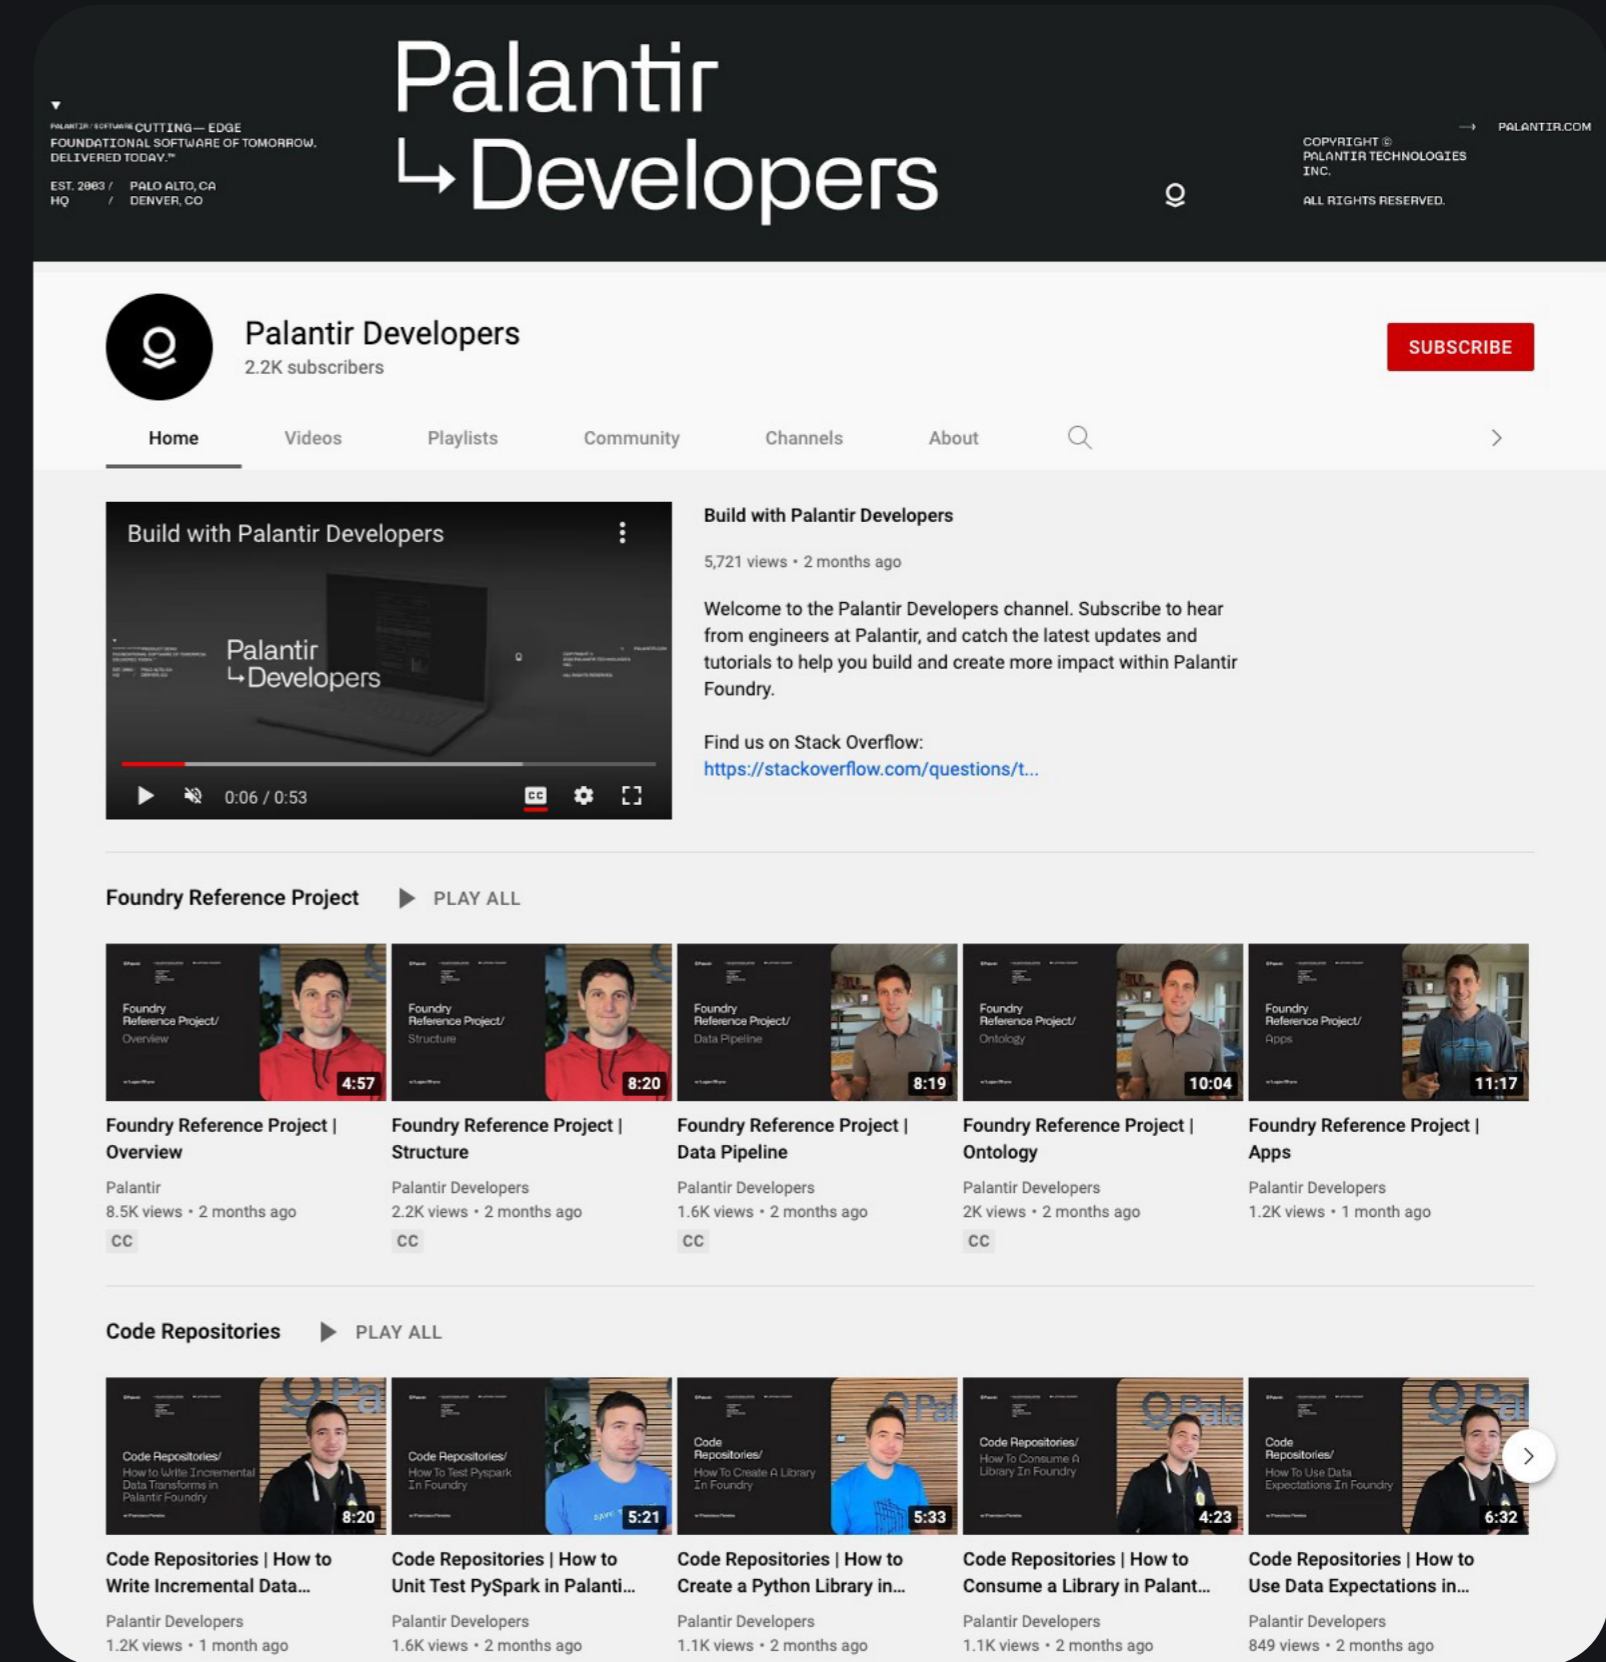 Palantir
Developers
PALANTIR / SOFTWARE CUTTING— EDGE
FOUNDATIONAL SOFTWARE OF TOMORROW.
DELIVERED TODAY.™
EST. 2003 / PALO ALTO, CA
HQ / DENVER, CO
→ PALANTIR.COM
COPYRIGHT ©
PALANTIR TECHNOLOGIES
INC.
ALL RIGHTS RESERVED.
Palantir Developers
2.2K subscribers
SUBSCRIBE
Home Videos Playlists Community Channels About
Build with Palantir Developers
Palantir
Developers
0:06 / 0:53
CC
Build with Palantir Developers
5,721 views • 2 months ago
Welcome to the Palantir Developers channel. Subscribe to hear
from engineers at Palantir, and catch the latest updates and
tutorials to help you build and create more impact within Palantir
Foundry.
Find us on Stack Overflow:
https://stackoverflow.com/questions/t...
Foundry Reference Project PLAY ALL
Foundry
Reference Project/
Overview
4:57
Foundry Reference Project |
Overview
Palantir
8.5K views • 2 months ago
CC
Foundry
Reference Project/
Structure
8:20
Foundry Reference Project |
Structure
Palantir Developers
2.2K views • 2 months ago
CC
Foundry
Reference Project/
Data Pipeline
8:19
Foundry Reference Project |
Data Pipeline
Palantir Developers
1.6K views • 2 months ago
CC
Foundry
Reference Project/
Ontology
10:04
Foundry Reference Project |
Ontology
Palantir Developers
2K views • 2 months ago
CC
Foundry
Reference Project/
Apps
11:17
Foundry Reference Project |
Apps
Palantir Developers
1.2K views • 1 month ago
Code Repositories PLAY ALL
Code Repositories/
How to Write Incremental
Data Transforms in
Palantir Foundry
8:20
Code Repositories | How to
Write Incremental Data...
Palantir Developers
1.2K views • 1 month ago
Code Repositories/
How To Test Pyspark
In Foundry
5:21
Code Repositories | How to
Unit Test PySpark in Palanti...
Palantir Developers
1.6K views • 2 months ago
Code
Repositories/
How To Create A Library
In Foundry
5:33
Code Repositories | How to
Create a Python Library in...
Palantir Developers
1.1K views • 2 months ago
Code Repositories/
How To Consume A
Library In Foundry
4:23
Code Repositories | How to
Consume a Library in Palant...
Palantir Developers
1.1K views • 2 months ago
Code
Repositories/
How To Use Data
Expectations In Foundry
6:32
Code Repositories | How to
Use Data Expectations in...
Palantir Developers
849 views • 2 months ago